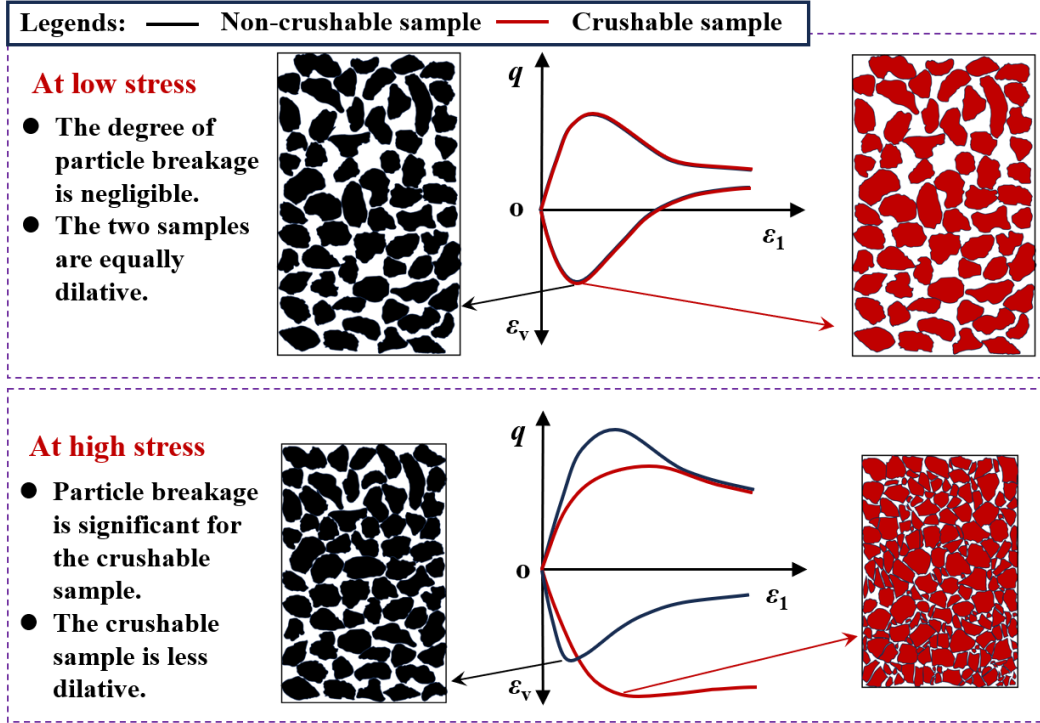 Legends: Non-crushable sample Crushable sample
At low stress
● The degree of
particle breakage
is negligible.
● The two samples
are equally
dilative.
q
o
ε1
εv
At high stress
● Particle breakage
is significant for
the crushable
sample.
● The crushable
sample is less
dilative.
q
o
ε1
εv